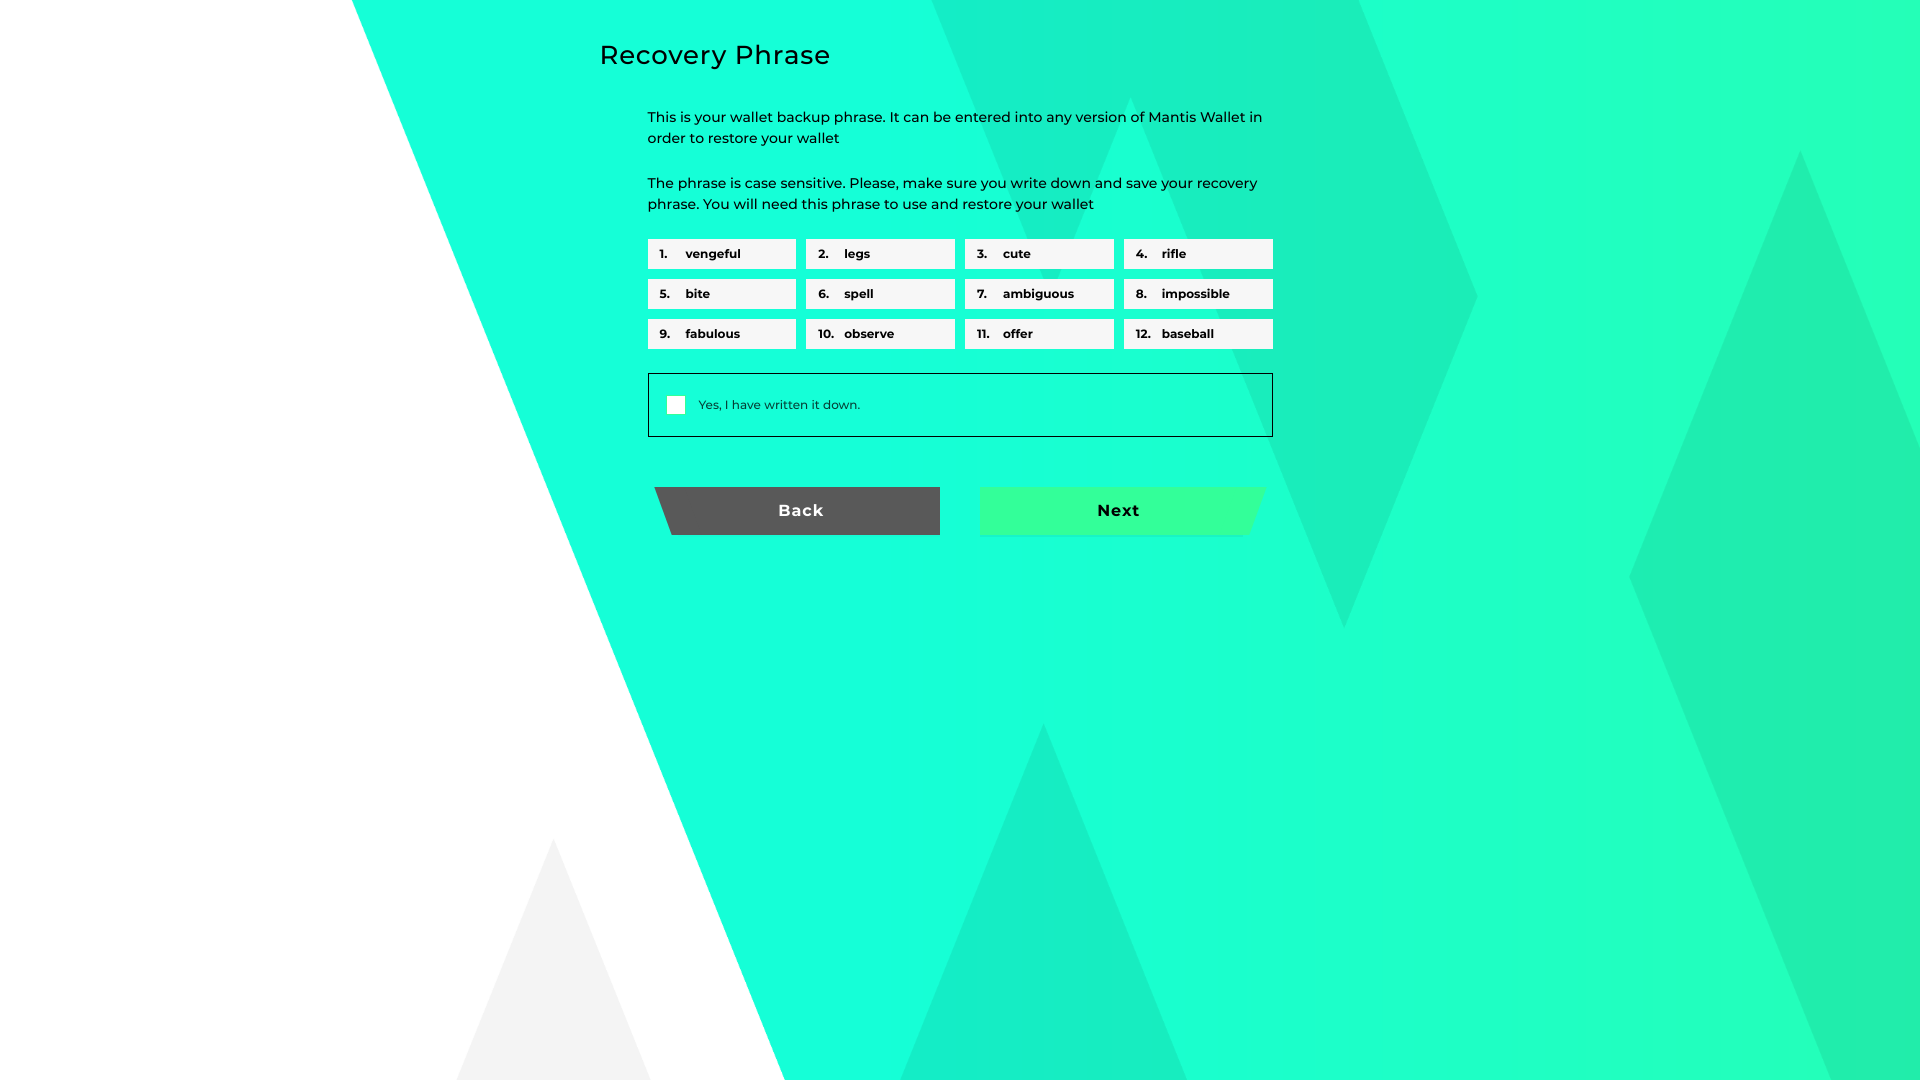 Recovery Phrase
This is your wallet backup phrase. It can be entered into any version of Mantis Wallet in
order to restore your wallet
The phrase is case sensitive. Please, make sure you write down and save your recovery
phrase. You will need this phrase to use and restore your wallet
1. vengeful 2. legs 3. cute 4. rifle
5. bite 6. spell 7. ambiguous 8. impossible
9. fabulous 10. observe 11. offer 12. baseball
Yes, I have written it down.
Back Next